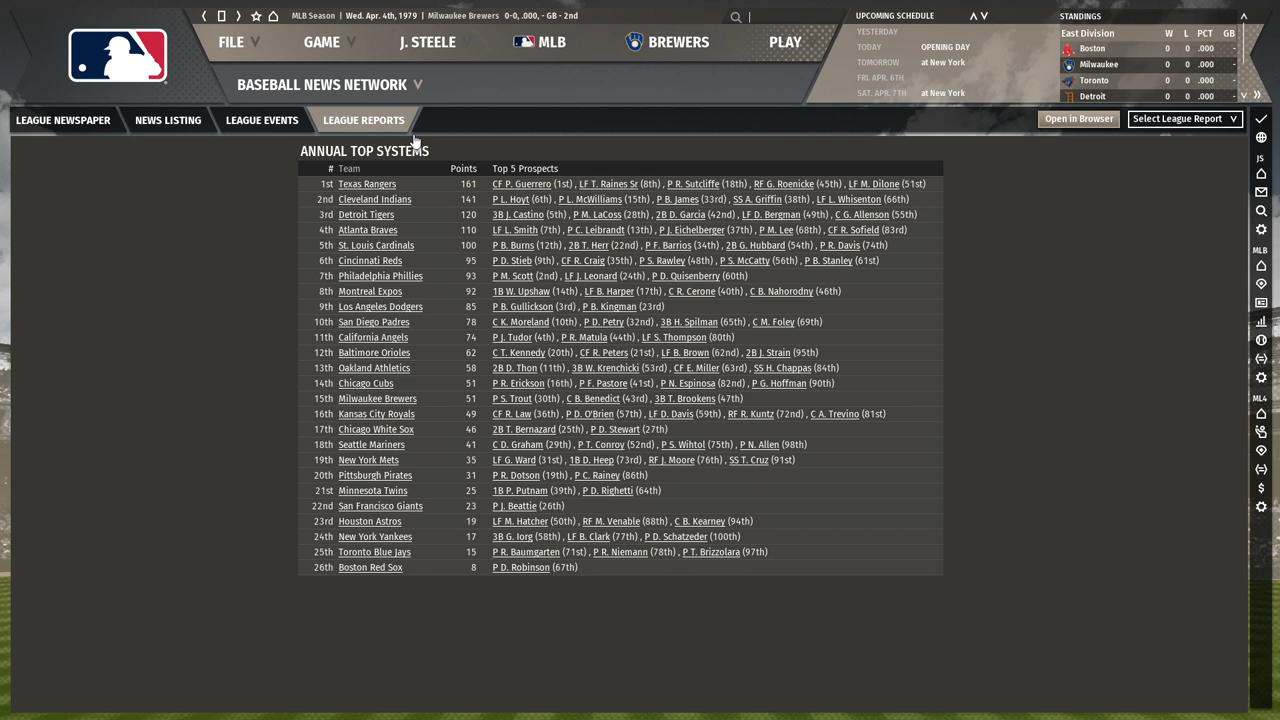 MLB Season | Wed. Apr. 4th, 1979 | Milwaukee Brewers 0-0, .000, - GB - 2nd
FILE GAME J. STEELE MLB BREWERS PLAY
BASEBALL NEWS NETWORK
UPCOMING SCHEDULE
YESTERDAY
TODAY OPENING DAY
TOMORROW at New York
FRI. APR. 6TH
SAT. APR. 7TH at New York
STANDINGS
East Division W L PCT GB
Boston 0 0 .000 -
Milwaukee 0 0 .000 -
Toronto 0 0 .000 -
Detroit 0 0 .000 -
LEAGUE NEWSPAPER NEWS LISTING LEAGUE EVENTS LEAGUE REPORTS Open in Browser Select League Report
ANNUAL TOP SYSTEMS
# Team Points Top 5 Prospects
1st Texas Rangers 161 CF P. Guerrero (1st) , LF T. Raines Sr (8th) , P R. Sutcliffe (18th) , RF G. Roenicke (45th) , LF M. Dilone (51st)
2nd Cleveland Indians 141 P L. Hoyt (6th) , P L. McWilliams (15th) , P B. James (33rd) , SS A. Griffin (38th) , LF L. Whisenton (66th)
3rd Detroit Tigers 120 3B J. Castino (5th) , P M. LaCoss (28th) , 2B D. Garcia (42nd) , LF D. Bergman (49th) , C G. Allenson (55th)
4th Atlanta Braves 110 LF L. Smith (7th) , P C. Leibrandt (13th) , P J. Eichelberger (37th) , P M. Lee (68th) , CF R. Sofield (83rd)
5th St. Louis Cardinals 100 P B. Burns (12th) , 2B T. Herr (22nd) , P F. Barrios (34th) , 2B G. Hubbard (54th) , P R. Davis (74th)
6th Cincinnati Reds 95 P D. Stieb (9th) , CF R. Craig (35th) , P S. Rawley (48th) , P S. McCatty (56th) , P B. Stanley (61st)
7th Philadelphia Phillies 93 P M. Scott (2nd) , LF J. Leonard (24th) , P D. Quisenberry (60th)
8th Montreal Expos 92 1B W. Upshaw (14th) , LF B. Harper (17th) , C R. Cerone (40th) , C B. Nahorodny (46th)
9th Los Angeles Dodgers 85 P B. Gullickson (3rd) , P B. Kingman (23rd)
10th San Diego Padres 78 C K. Moreland (10th) , P D. Petry (32nd) , 3B H. Spilman (65th) , C M. Foley (69th)
11th California Angels 74 P J. Tudor (4th) , P R. Matula (44th) , LF S. Thompson (80th)
12th Baltimore Orioles 62 C T. Kennedy (20th) , CF R. Peters (21st) , LF B. Brown (62nd) , 2B J. Strain (95th)
13th Oakland Athletics 58 2B D. Thon (11th) , 3B W. Krenchicki (53rd) , CF E. Miller (63rd) , SS H. Chappas (84th)
14th Chicago Cubs 51 P R. Erickson (16th) , P F. Pastore (41st) , P N. Espinosa (82nd) , P G. Hoffman (90th)
15th Milwaukee Brewers 51 P S. Trout (30th) , C B. Benedict (43rd) , 3B T. Brookens (47th)
16th Kansas City Royals 49 CF R. Law (36th) , P D. O'Brien (57th) , LF D. Davis (59th) , RF R. Kuntz (72nd) , C A. Trevino (81st)
17th Chicago White Sox 46 2B T. Bernazard (25th) , P D. Stewart (27th)
18th Seattle Mariners 41 C D. Graham (29th) , P T. Conroy (52nd) , P S. Wihtol (75th) , P N. Allen (98th)
19th New York Mets 35 LF G. Ward (31st) , 1B D. Heep (73rd) , RF J. Moore (76th) , SS T. Cruz (91st)
20th Pittsburgh Pirates 31 P R. Dotson (19th) , P C. Rainey (86th)
21st Minnesota Twins 25 1B P. Putnam (39th) , P D. Righetti (64th)
22nd San Francisco Giants 23 P J. Beattie (26th)
23rd Houston Astros 19 LF M. Hatcher (50th) , RF M. Venable (88th) , C B. Kearney (94th)
24th New York Yankees 17 3B G. Iorg (58th) , LF B. Clark (77th) , P D. Schatzeder (100th)
25th Toronto Blue Jays 15 P R. Baumgarten (71st) , P R. Niemann (78th) , P T. Brizzolara (97th)
26th Boston Red Sox 8 P D. Robinson (67th)
JS
MLB
ML4